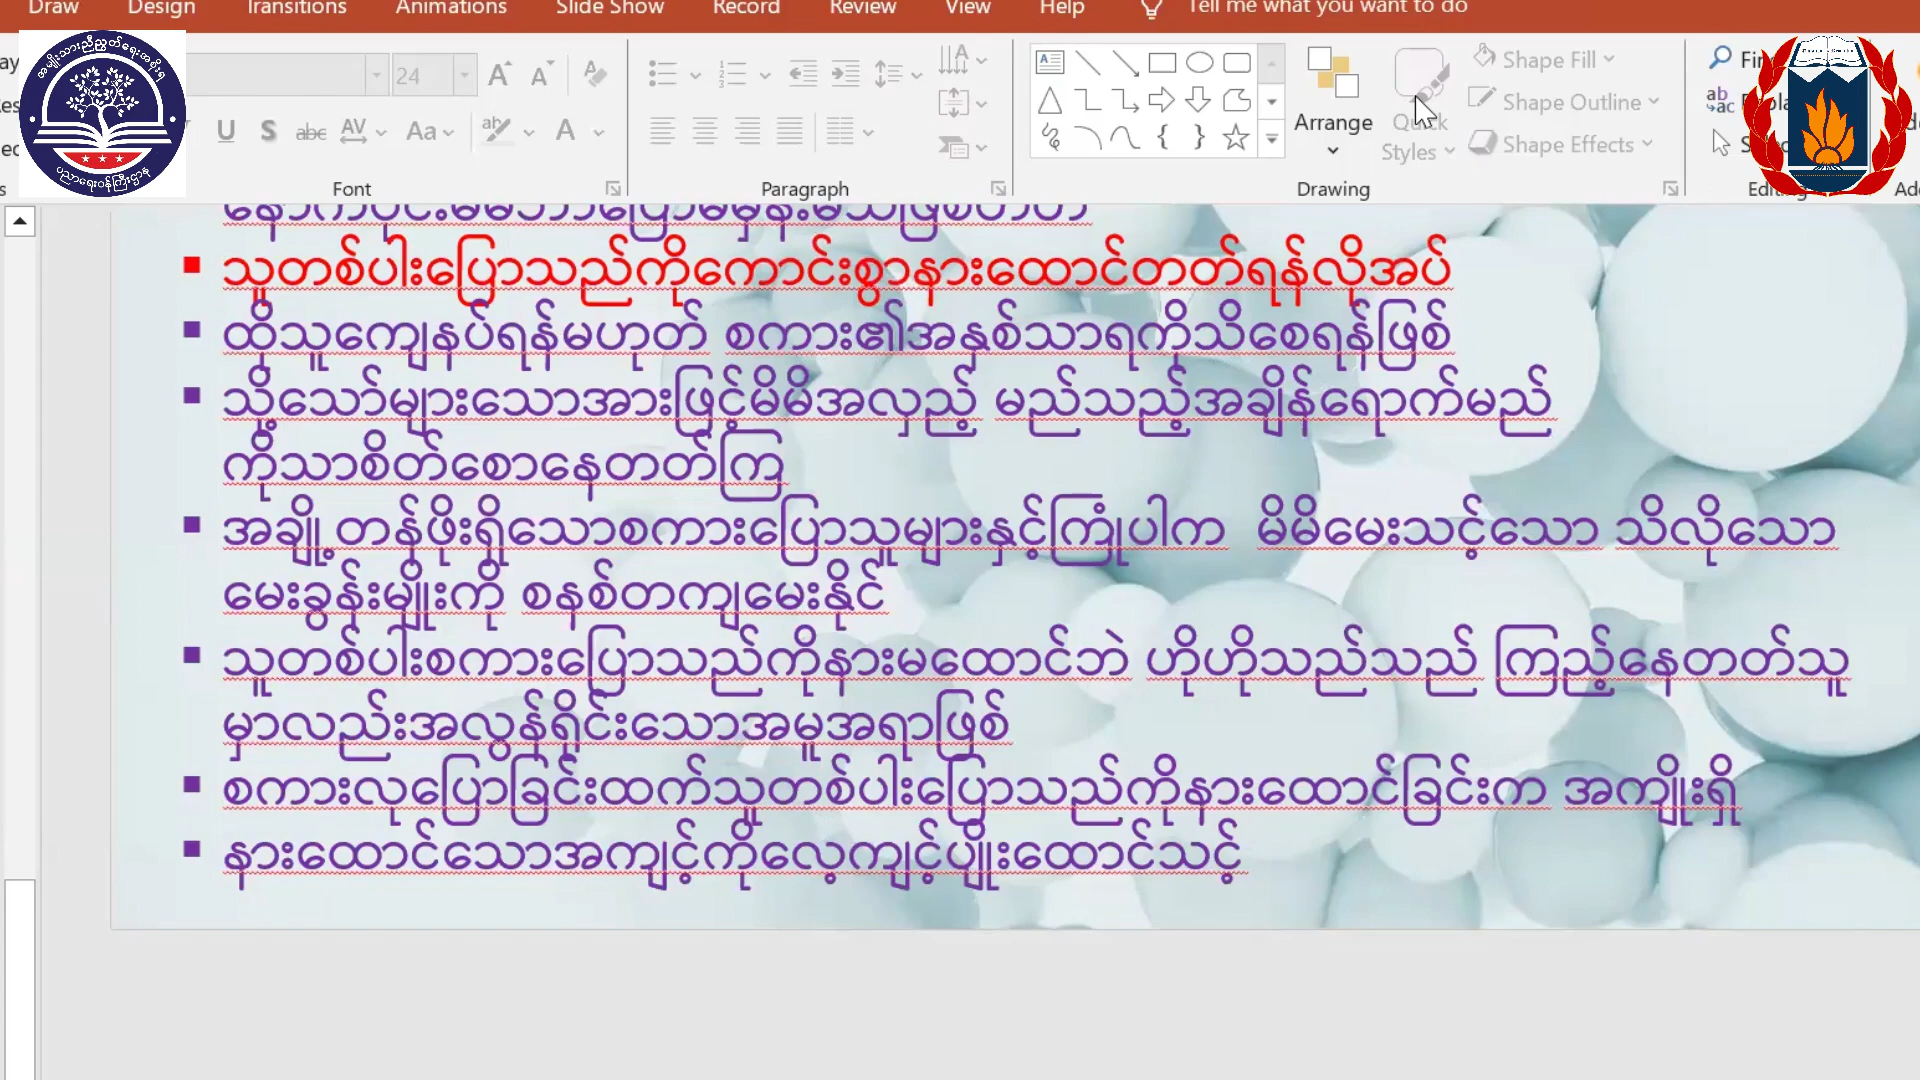 Draw Design Transitions Animations Slide Show Record Review View Help Tell me what you want to do
24
Shape Fill
Shape Outline
Shape Effects
Arrange
Quick
Styles
Font Paragraph Drawing
သူတစ်ပါးပြောသည်ကိုကောင်းစွာနားထောင်တတ်ရန်လိုအပ်
ထိုသူကျေနပ်ရန်မဟုတ် စကား၏အနှစ်သာရကိုသိစေရန်ဖြစ်
သို့သော်များသောအားဖြင့်မိမိအလှည့် မည်သည့်အချိန်ရောက်မည်
ကိုသာစိတ်စောနေတတ်ကြ
အချို့တန်ဖိုးရှိသောစကားပြောသူများနှင့်ကြုံပါက မိမိမေးသင့်သော သိလိုသော
မေးခွန်းမျိုးကို စနစ်တကျမေးနိုင်
သူတစ်ပါးစကားပြောသည်ကိုနားမထောင်ဘဲ ဟိုဟိုသည်သည် ကြည့်နေတတ်သူ
မှာလည်းအလွန်ရိုင်းသောအမူအရာဖြစ်
စကားလုပြောခြင်းထက်သူတစ်ပါးပြောသည်ကိုနားထောင်ခြင်းက အကျိုးရှိ
နားထောင်သောအကျင့်ကိုလေ့ကျင့်ပျိုးထောင်သင့်